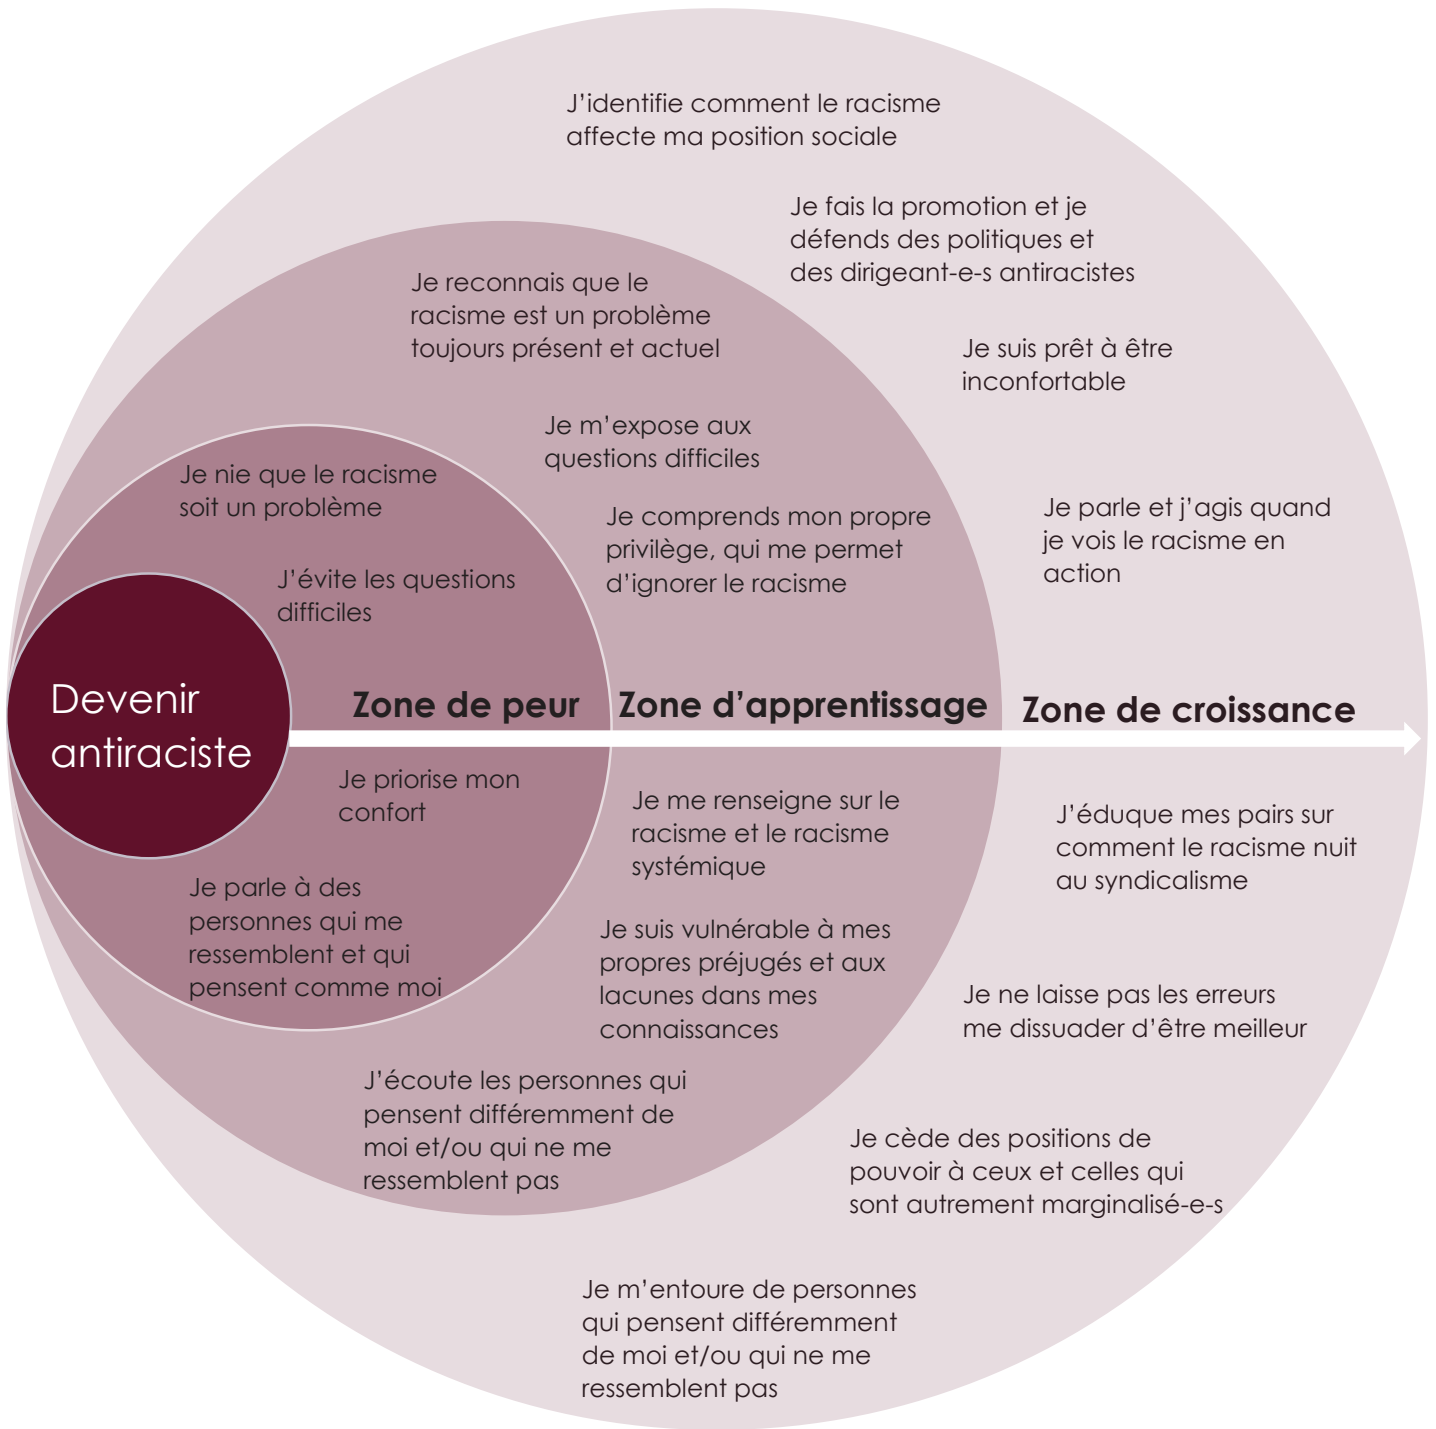 J'identifie comment le racisme
affecte ma position sociale
Je fais la promotion et je
défends des politiques et
des dirigeant-e-s antiracistes
Je suis prêt à être
inconfortable
Je parle et j'agis quand
je vois le racisme en
action
Je reconnais que le
racisme est un problème
toujours présent et actuel
Je m'expose aux
questions difficiles
Je comprends mon propre
privilège, qui me permet
d'ignorer le racisme
Je nie que le racisme
soit un problème
J'évite les questions
difficiles
Devenir
antiraciste
Zone de peur
Zone d'apprentissage
Zone de croissance
Je priorise mon
confort
Je parle à des
personnes qui me
ressemblent et qui
pensent comme moi
Je me renseigne sur le
racisme et le racisme
systémique
Je suis vulnérable à mes
propres préjugés et aux
lacunes dans mes
connaissances
J'écoute les personnes qui
pensent différemment de
moi et/ou qui ne me
ressemblent pas
J'éduque mes pairs sur
comment le racisme nuit
au syndicalisme
Je ne laisse pas les erreurs
me dissuader d'être meilleur
Je cède des positions de
pouvoir à ceux et celles qui
sont autrement marginalisé-e-s
Je m'entoure de personnes
qui pensent différemment
de moi et/ou qui ne me
ressemblent pas